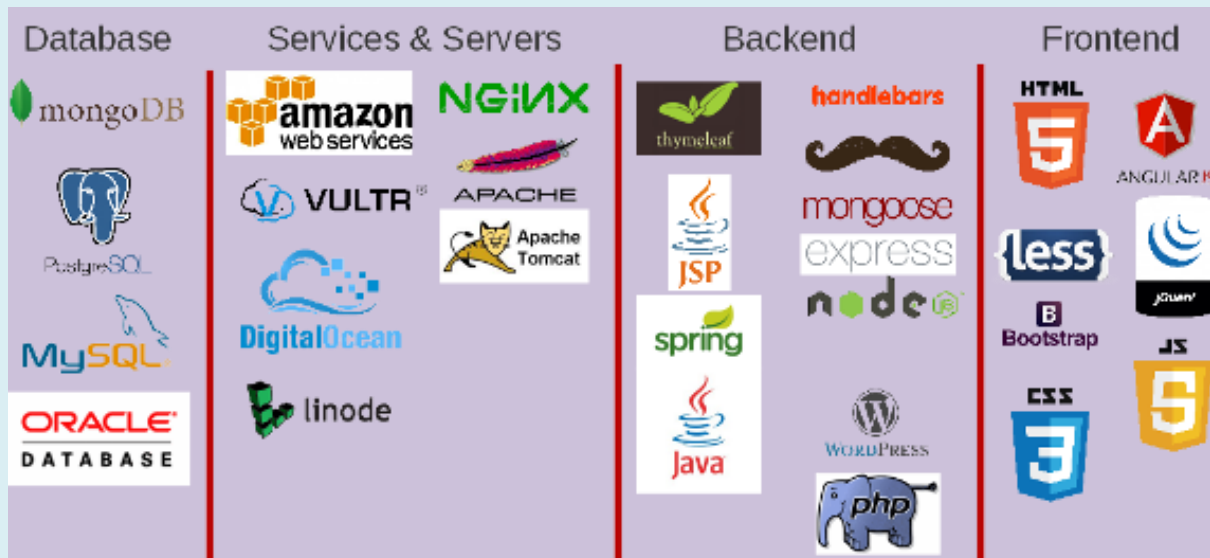 Database
Services & Servers
Backend
Frontend
mongoDB
PostgreSQL
MySQL
ORACLE®
DATABASE
amazon
web services
VULTR®
DigitalOcean
linode
NGiNX
APACHE
Apache
Tomcat
thymeleaf
JSP
spring
Java
handlebars
mongoose
express
node
JS
WORDPRESS
php
HTML
5
{less}
B
Bootstrap
CSS
3
A
ANGULAR
jQuery
JS
5